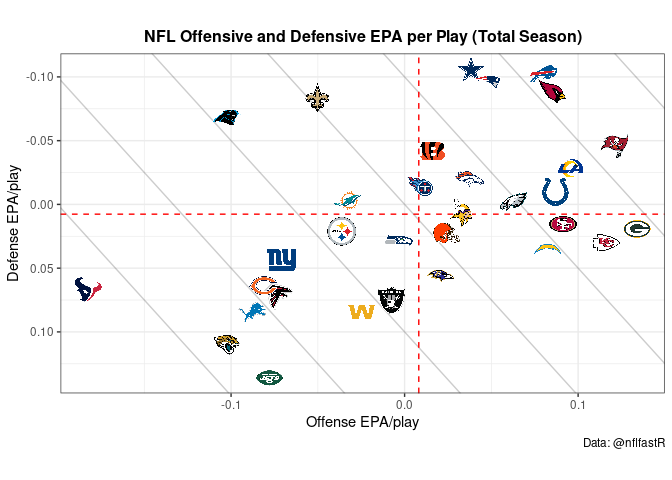 NFL Offensive and Defensive EPA per Play (Total Season)
Defense EPA/play
-0.10
-0.05
0.00
0.05
0.10
ny
W
T
-0.1
0.0
0.1
Offense EPA/play
Data: @nflfastR